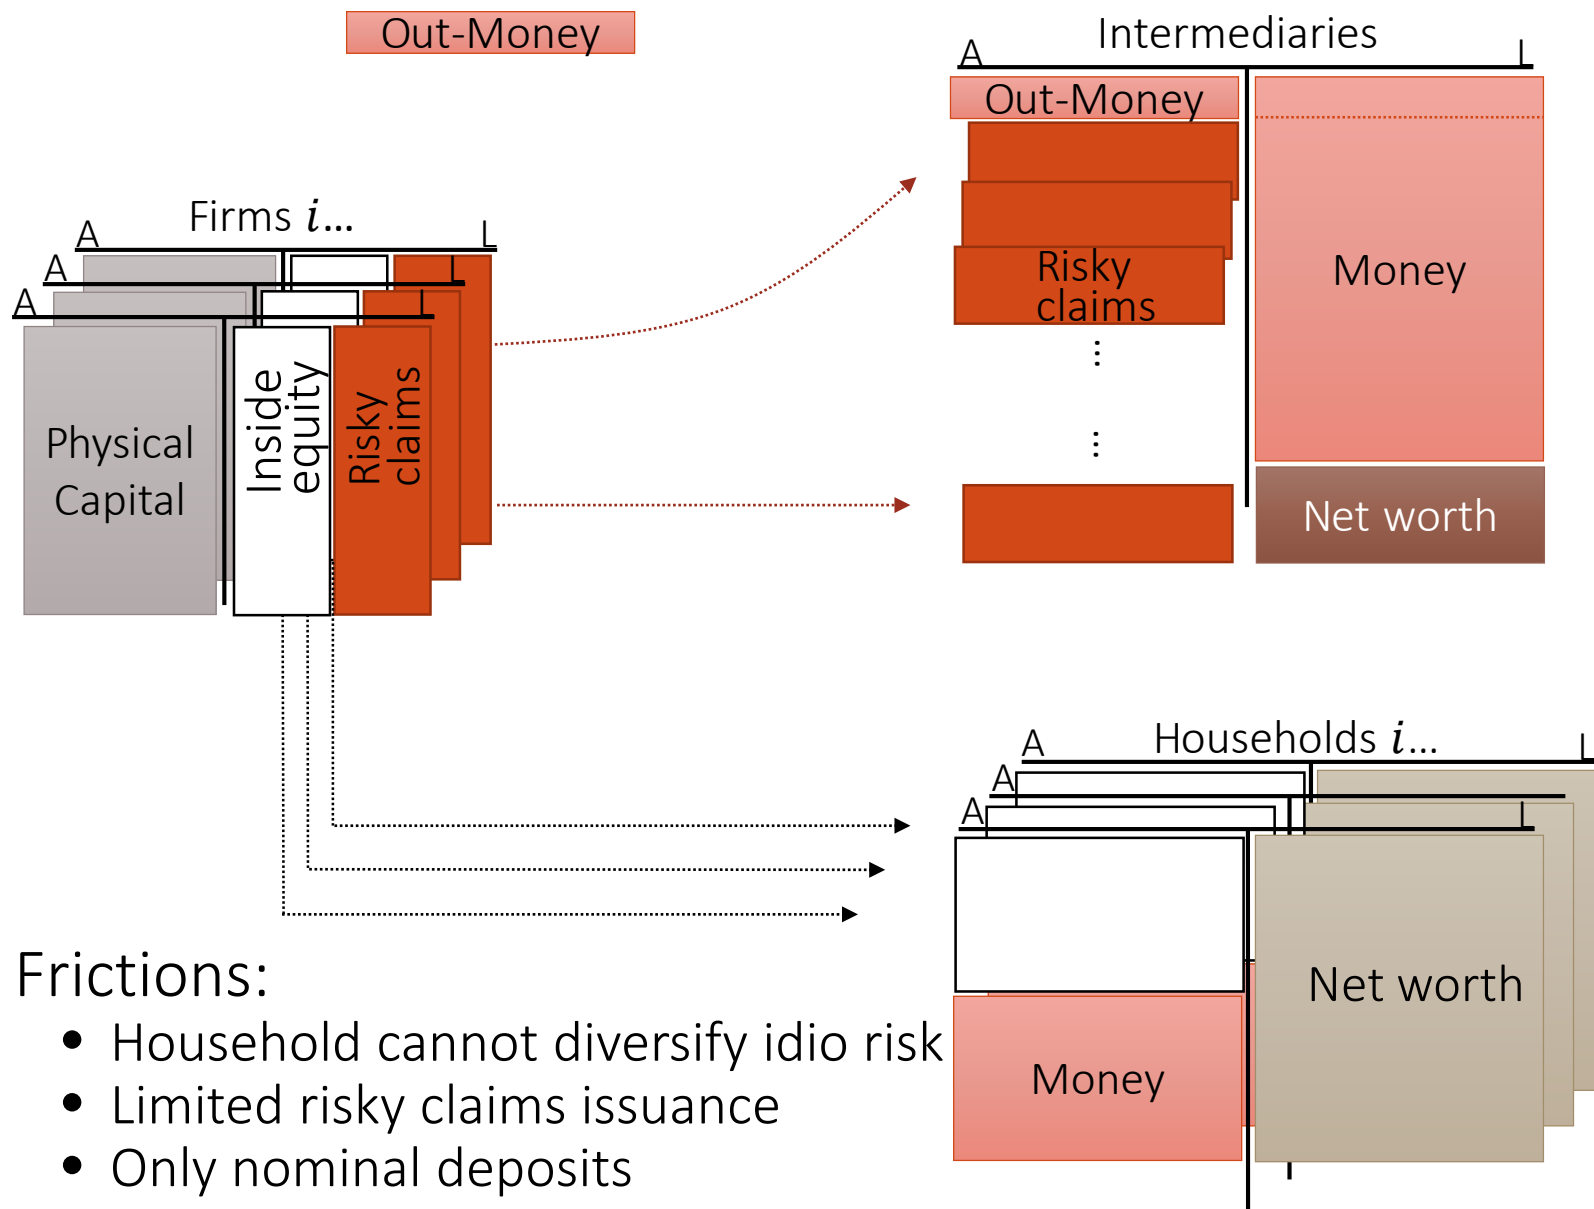 Out-Money
Intermediaries
A
L
Out-Money
Risky
claims
⋮
⋮
Money
Net worth
Firms i...
A
L
A
L
A
L
Physical
Capital
Inside
equity
Risky
claims
Households i...
A
L
A
A
L
Money
Net worth
Frictions:
• Household cannot diversify idio risk
• Limited risky claims issuance
• Only nominal deposits